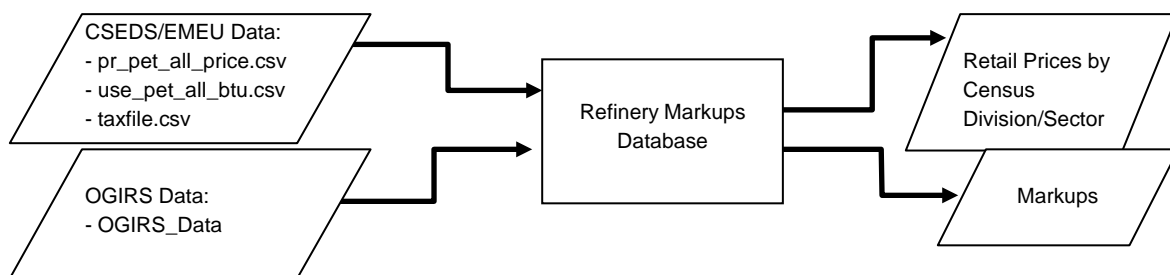 CSEDS/EMEU Data:
- pr_pet_all_price.csv
- use_pet_all_btu.csv
- taxfile.csv
OGIRS Data:
- OGIRS_Data
Refinery Markups
Database
Retail Prices by
Census
Division/Sector
Markups